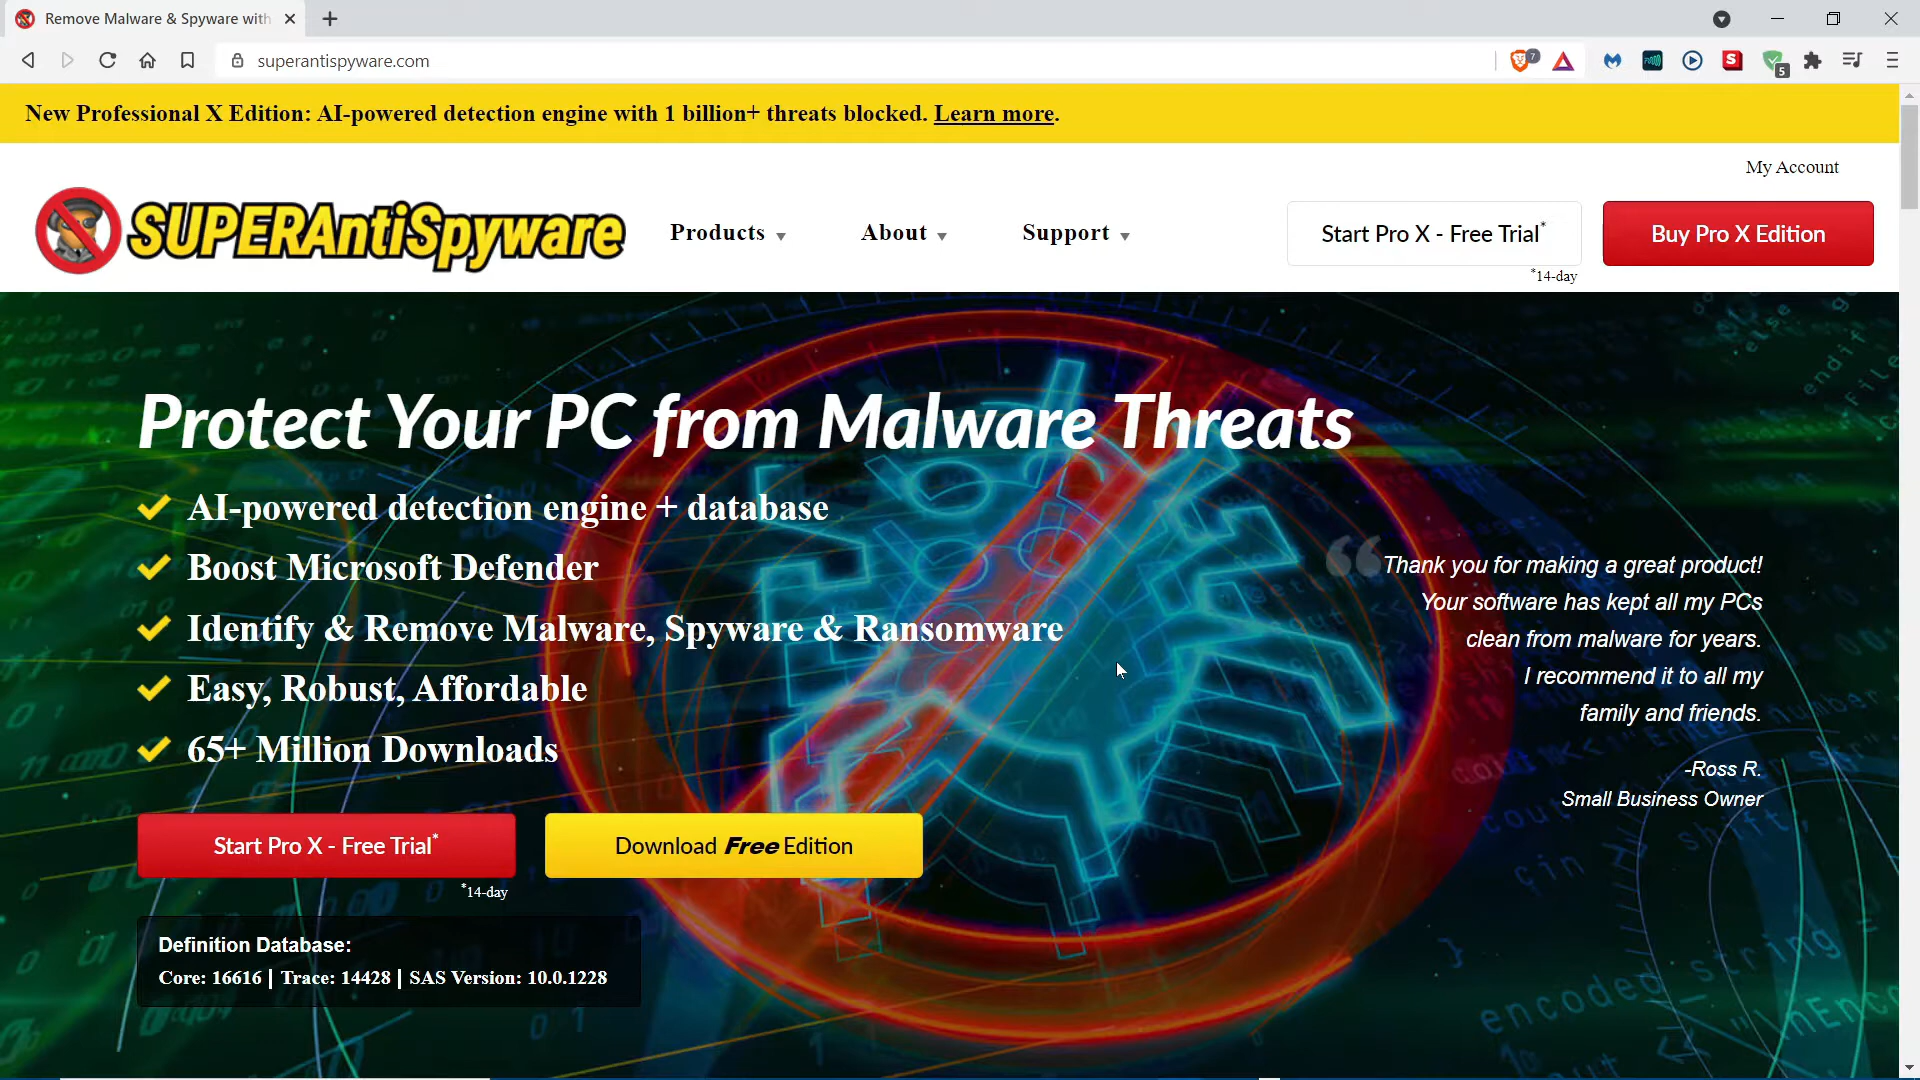 Remove Malware & Spyware with
superantispyware.com
7
5
New Professional X Edition: AI-powered detection engine with 1 billion+ threats blocked. Learn more.
My Account
SUPERAntiSpyware
Products
About
Support
Start Pro X - Free Trial*
*14-day
Buy Pro X Edition
Protect Your PC from Malware Threats
AI-powered detection engine + database
Boost Microsoft Defender
Identify & Remove Malware, Spyware & Ransomware
Easy, Robust, Affordable
65+ Million Downloads
Start Pro X - Free Trial*
*14-day
Download Free Edition
Definition Database:
Core: 16616 | Trace: 14428 | SAS Version: 10.0.1228
“Thank you for making a great product!
Your software has kept all my PCs
clean from malware for years.
I recommend it to all my
family and friends.
-Ross R.
Small Business Owner
else
endif
encoded_string